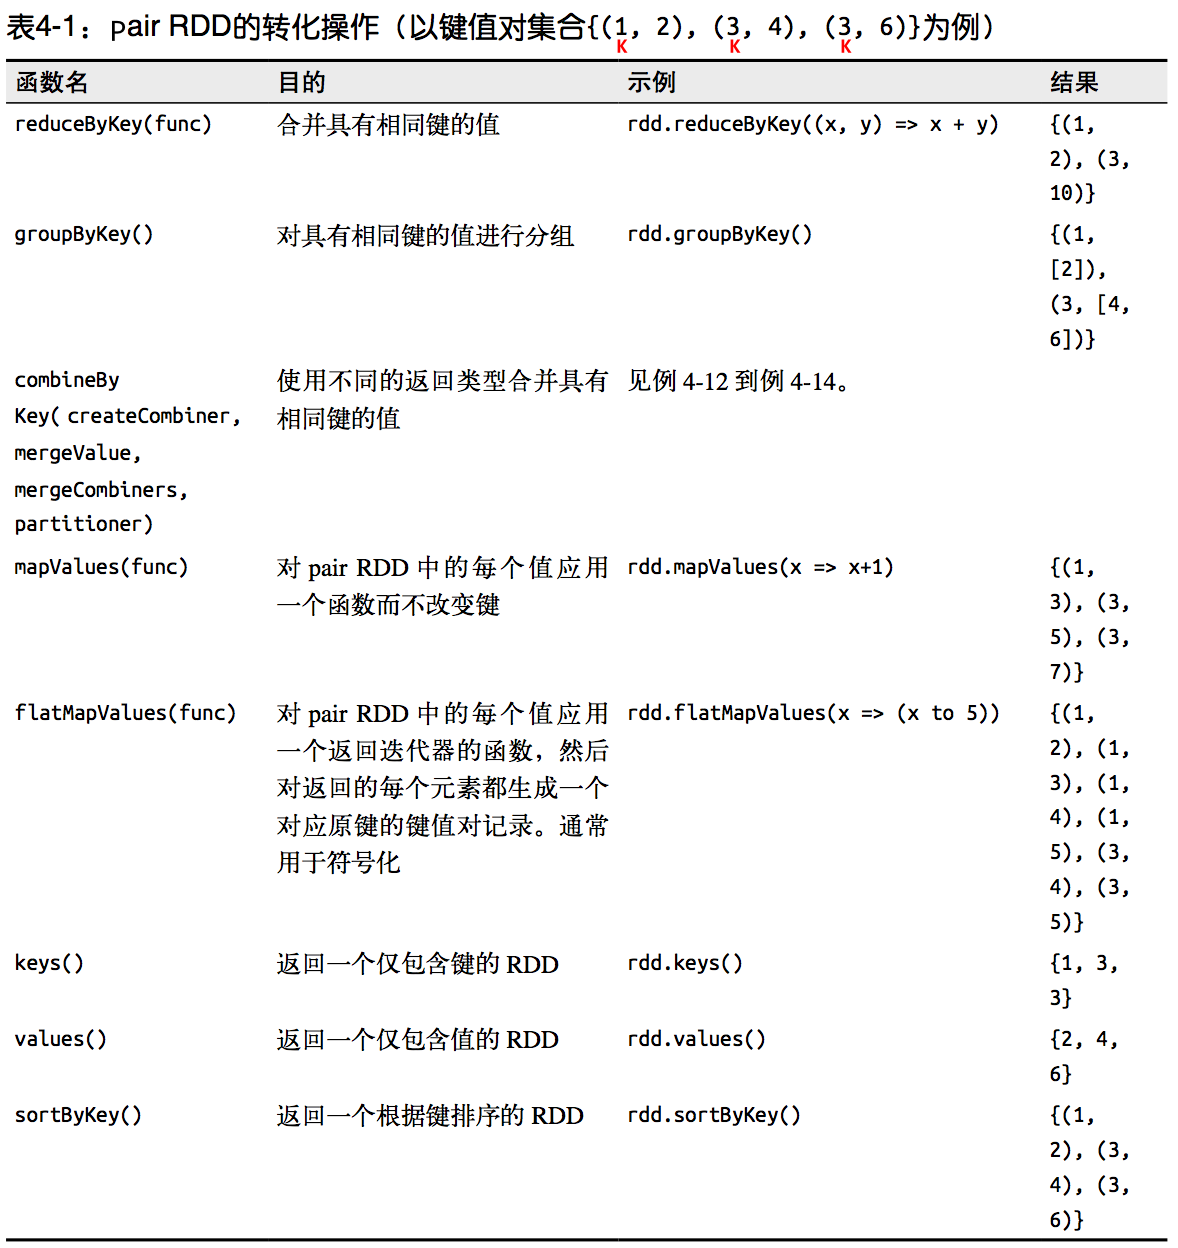 表4-1：pair RDD的转化操作（以键值对集合{(1, 2), (3, 4), (3, 6)}为例）
K K K
函数名 目的 示例 结果
reduceByKey(func) 合并具有相同键的值 rdd.reduceByKey((x, y) => x + y) {(1,
2), (3,
10)}
groupByKey() 对具有相同键的值进行分组 rdd.groupByKey() {(1,
[2]),
(3, [4,
6])}
combineBy 使用不同的返回类型合并具有 见例 4-12 到例 4-14。
Key( createCombiner, 相同键的值
mergeValue,
mergeCombiners,
partitioner)
mapValues(func) 对 pair RDD 中的每个值应用 rdd.mapValues(x => x+1) {(1,
一个函数而不改变键 3), (3,
5), (3,
7)}
flatMapValues(func) 对 pair RDD 中的每个值应用 rdd.flatMapValues(x => (x to 5)) {(1,
一个返回迭代器的函数，然后 2), (1,
对返回的每个元素都生成一个 3), (1,
对应原键的键值对记录。通常 4), (1,
用于符号化 5), (3,
4), (3,
5)}
keys() 返回一个仅包含键的 RDD rdd.keys() {1, 3,
3}
values() 返回一个仅包含值的 RDD rdd.values() {2, 4,
6}
sortByKey() 返回一个根据键排序的 RDD rdd.sortByKey() {(1,
2), (3,
4), (3,
6)}